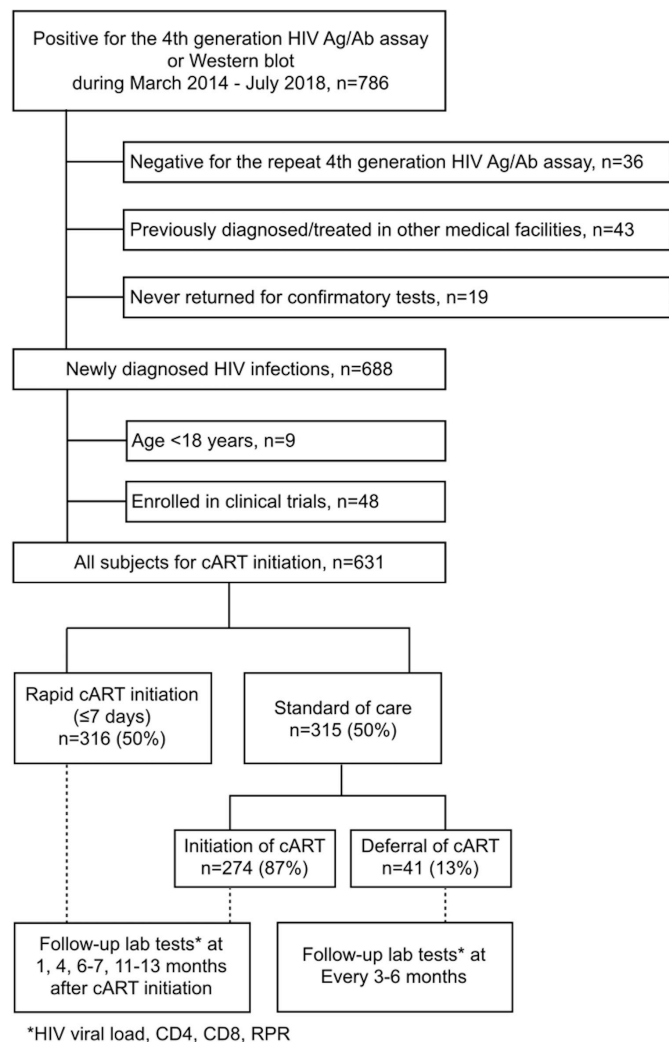 Positive for the 4th generation HIV Ag/Ab assay
or Western blot
during March 2014 - July 2018, n=786
Negative for the repeat 4th generation HIV Ag/Ab assay, n=36
Previously diagnosed/treated in other medical facilities, n=43
Never returned for confirmatory tests, n=19
Newly diagnosed HIV infections, n=688
Age <18 years, n=9
Enrolled in clinical trials, n=48
All subjects for cART initiation, n=631
Rapid cART initiation
(≤7 days)
n=316 (50%)
Standard of care
n=315 (50%)
Initiation of cART
n=274 (87%)
Deferral of cART
n=41 (13%)
Follow-up lab tests* at
1, 4, 6-7, 11-13 months
after cART initiation
Follow-up lab tests* at
Every 3-6 months
*HIV viral load, CD4, CD8, RPR